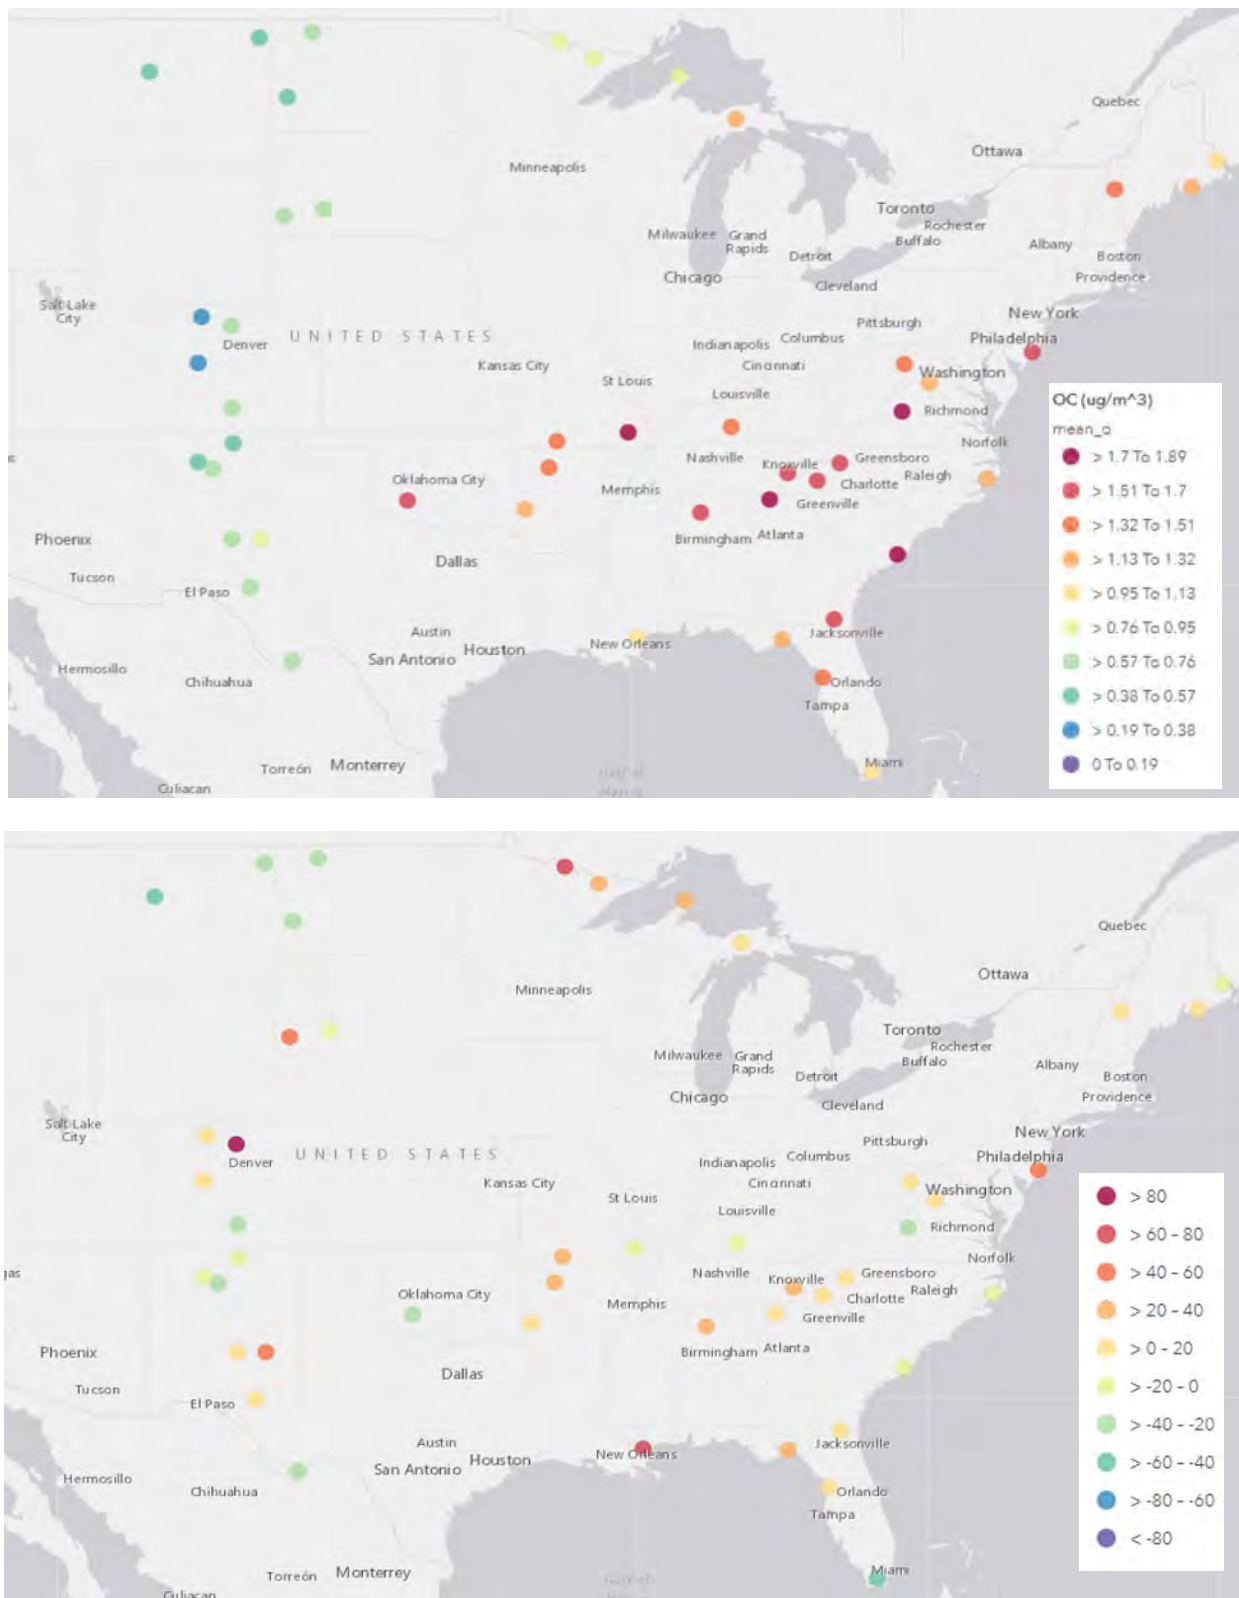 Quebec
Ottawa
Minneapolis
Toronto
Rochester
Buffalo
Milwaukee
Grand
Rapids
Albany
Detroit
Boston
Chicago
Providence
Cleveland
Salt Lake
City
New York
Pittsburgh
UNITED STATES
Denver
Indianapolis
Columbus
Philadelphia
Kansas City
Cincinnati
Washington
St Louis
Louisville
Richmond
Norfolk
Nashville
Knoxville
Greensboro
Oklahoma City
Charlotte
Raleigh
Memphis
Greenville
Phoenix
Birmingham
Atlanta
Dallas
Tucson
El Paso
Austin
Jacksonville
Houston
New Orleans
San Antonio
Hermosillo
Chihuahua
Orlando
Tampa
Torreón
Monterrey
Miami
Culiacan
OC (ug/m^3)
mean_o
> 1.7 To 1.89
> 1.51 To 1.7
> 1.32 To 1.51
> 1.13 To 1.32
> 0.95 To 1.13
> 0.76 To 0.95
> 0.57 To 0.76
> 0.38 To 0.57
> 0.19 To 0.38
0 To 0.19
Quebec
Ottawa
Minneapolis
Toronto
Rochester
Buffalo
Milwaukee
Grand
Rapids
Albany
Detroit
Boston
Chicago
Providence
Cleveland
Salt Lake
City
New York
Pittsburgh
UNITED STATES
Denver
Indianapolis
Columbus
Philadelphia
Kansas City
Cincinnati
Washington
St Louis
Louisville
Richmond
Norfolk
gas
Nashville
Knoxville
Greensboro
Oklahoma City
Charlotte
Raleigh
Memphis
Greenville
Phoenix
Birmingham
Atlanta
Dallas
Tucson
El Paso
Austin
Jacksonville
Houston
New Orleans
San Antonio
Hermosillo
Chihuahua
Orlando
Tampa
Torreón
Monterrey
Miami
Culiacan
> 80
> 60 - 80
> 40 - 60
> 20 - 40
> 0 - 20
> -20 - 0
> -40 - -20
> -60 - -40
> -80 - -60
< -80